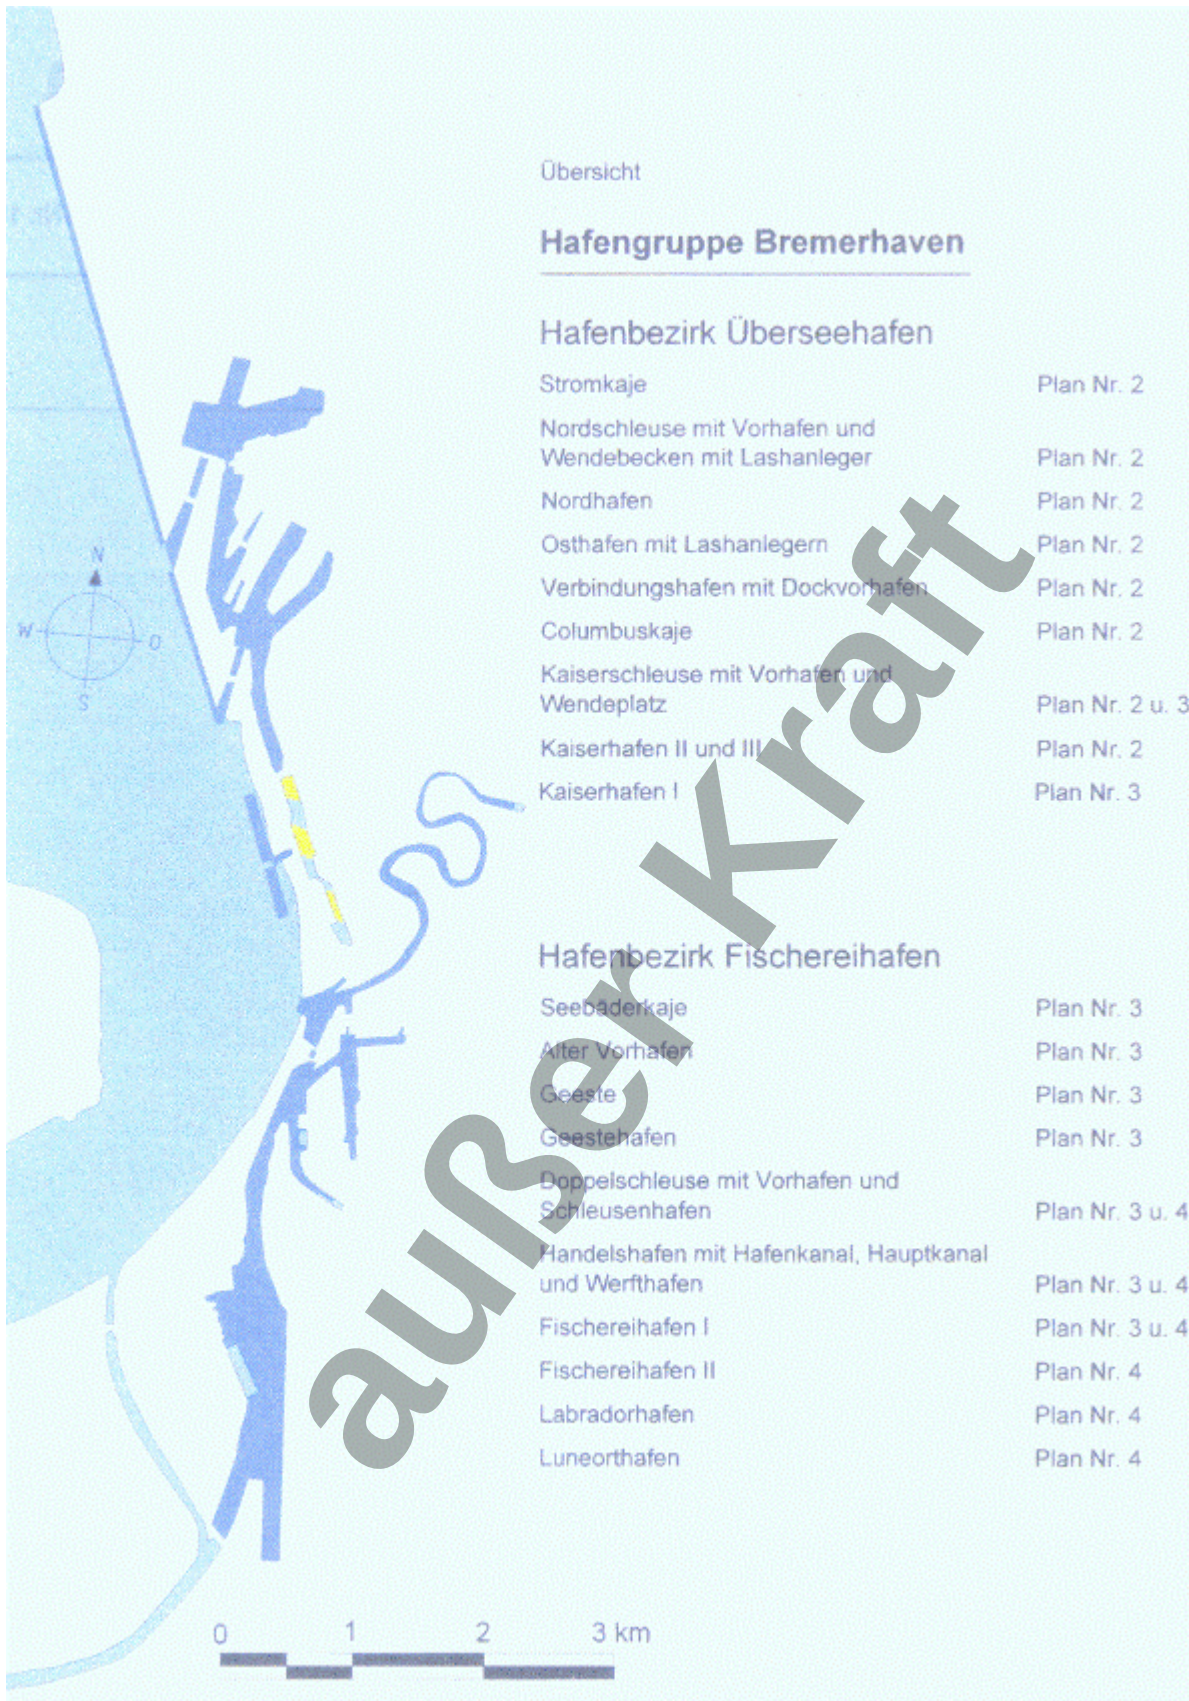 Übersicht
Hafengruppe Bremerhaven
Hafenbezirk Überseehafen
Stromkaje Plan Nr. 2
Nordschleuse mit Vorhafen und
Wendebecken mit Lashanleger Plan Nr. 2
Nordhafen Plan Nr. 2
Osthafen mit Lashanlegern Plan Nr. 2
Verbindungshafen mit Dockvorhafen Plan Nr. 2
Columbuskaje Plan Nr. 2
Kaiserschleuse mit Vorhafen und
Wendeplatz Plan Nr. 2 u. 3
Kaiserhafen II und III Plan Nr. 2
Kaiserhafen I Plan Nr. 3
Hafenbezirk Fischereihafen
Seebäderkaje Plan Nr. 3
Alter Vorhafen Plan Nr. 3
Geeste Plan Nr. 3
Geestehafen Plan Nr. 3
Doppelschleuse mit Vorhafen und
Schleusenhafen Plan Nr. 3 u. 4
Handelshafen mit Hafenkanal, Hauptkanal
und Werfthafen Plan Nr. 3 u. 4
Fischereihafen I Plan Nr. 3 u. 4
Fischereihafen II Plan Nr. 4
Labradorhafen Plan Nr. 4
Luneorthafen Plan Nr. 4
außer Kraft
N
W O
S
0 1 2 3 km